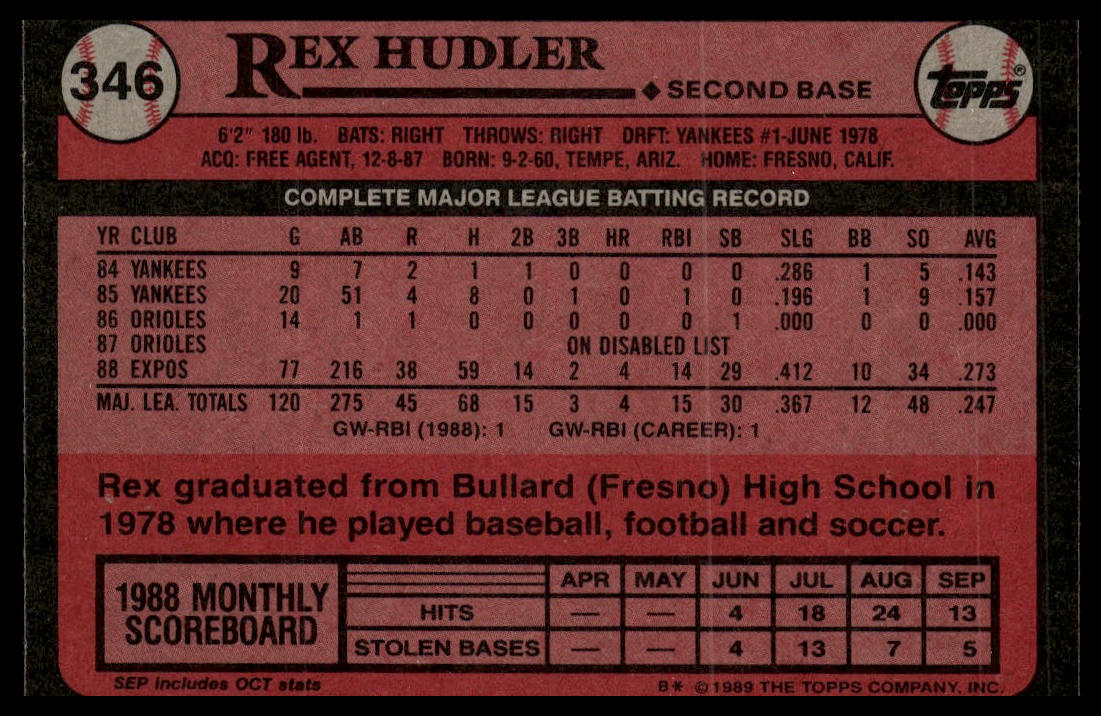 346
REX HUDLER
◆ SECOND BASE
TOPPS®
6'2" 180 lb. BATS: RIGHT THROWS: RIGHT DRFT: YANKEES #1-JUNE 1978
ACQ: FREE AGENT, 12-8-87 BORN: 9-2-60, TEMPE, ARIZ. HOME: FRESNO, CALIF.
COMPLETE MAJOR LEAGUE BATTING RECORD
YR CLUB G AB R H 2B 3B HR RBI SB SLG BB SO AVG
84 YANKEES 9 7 2 1 1 0 0 0 0 .286 1 5 .143
85 YANKEES 20 51 4 8 0 1 0 1 0 .196 1 9 .157
86 ORIOLES 14 1 1 0 0 0 0 0 1 .000 0 0 .000
87 ORIOLES ON DISABLED LIST
88 EXPOS 77 216 38 59 14 2 4 14 29 .412 10 34 .273
MAJ. LEA. TOTALS 120 275 45 68 15 3 4 15 30 .367 12 48 .247
GW-RBI (1988): 1 GW-RBI (CAREER): 1
Rex graduated from Bullard (Fresno) High School in
1978 where he played baseball, football and soccer.
1988 MONTHLY
SCOREBOARD
APR MAY JUN JUL AUG SEP
HITS — — 4 18 24 13
STOLEN BASES — — 4 13 7 5
SEP includes OCT stats
B* ©1989 THE TOPPS COMPANY, INC.